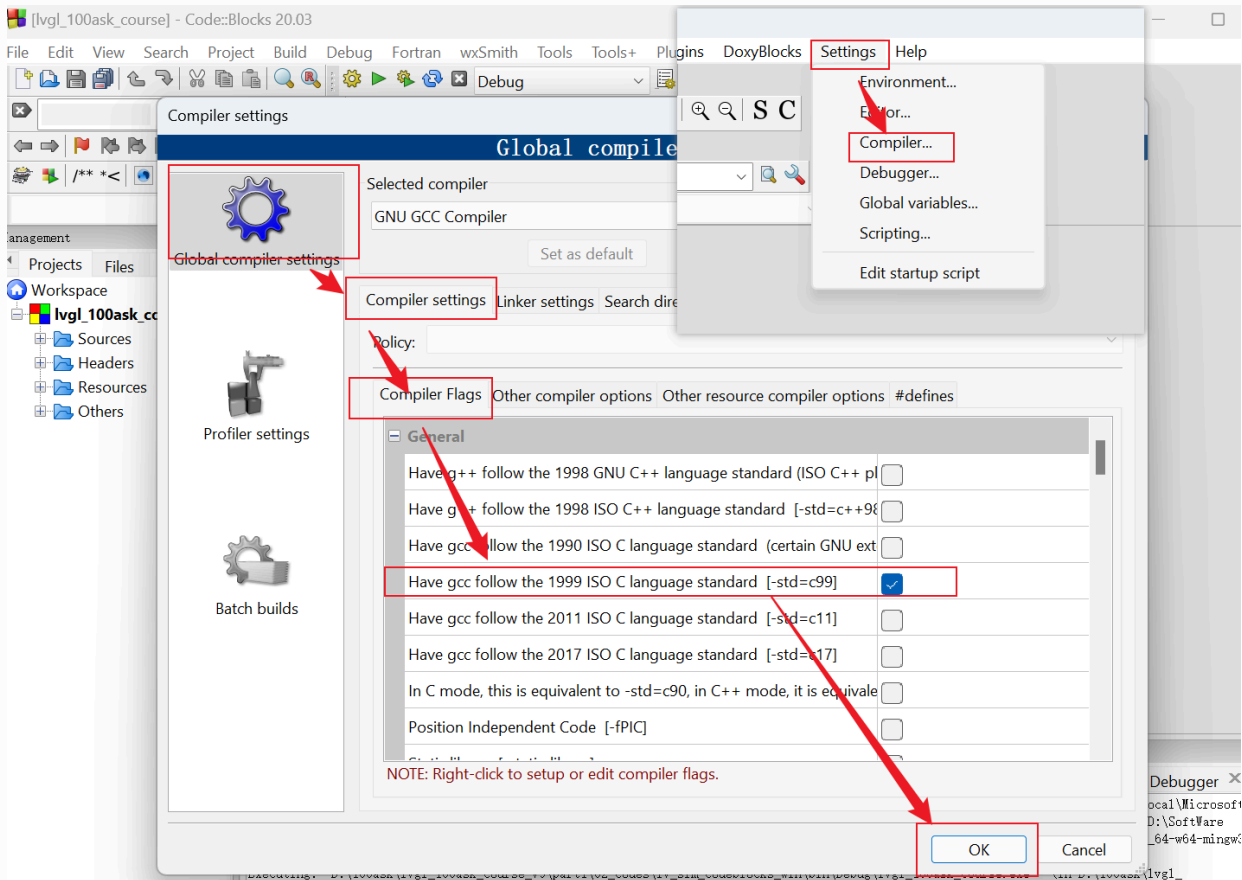 [lvgl_100ask_course] - Code::Blocks 20.03
File Edit View Search Project Build Debug Fortran wxSmith Tools Tools+ Plugins DoxyBlocks Settings Help
Environment...
Editor...
Compiler...
Debugger...
Global variables...
Scripting...
Edit startup script
Debug
S C
/** *<
Compiler settings
Global compile
Global compiler settings
Profiler settings
Batch builds
Selected compiler
GNU GCC Compiler
Set as default
Compiler settings Linker settings Search dire
Policy:
Compiler Flags Other compiler options Other resource compiler options #defines
General
Have g++ follow the 1998 GNU C++ language standard (ISO C++ pl
Have g++ follow the 1998 ISO C++ language standard [-std=c++98
Have gcc follow the 1990 ISO C language standard (certain GNU ext
Have gcc follow the 1999 ISO C language standard [-std=c99]
Have gcc follow the 2011 ISO C language standard [-std=c11]
Have gcc follow the 2017 ISO C language standard [-std=c17]
In C mode, this is equivalent to -std=c90, in C++ mode, it is equivale
Position Independent Code [-fPIC]
NOTE: Right-click to setup or edit compiler flags.
OK Cancel
anagement
Projects Files
Workspace
lvgl_100ask_co
Sources
Headers
Resources
Others
Debugger
ocal\Microsoft
D:\SoftWare
_64-w64-mingw3
lvgl_